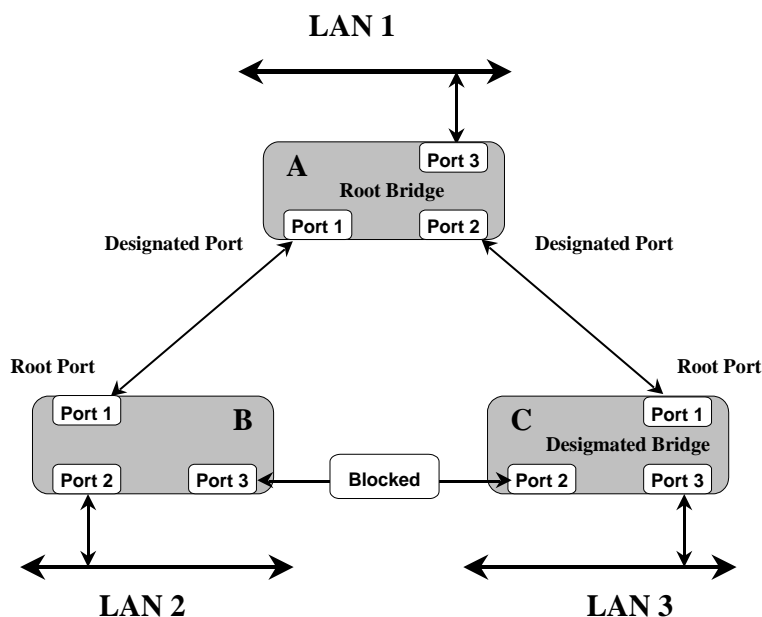 LAN 1
Port 3
A
Root Bridge
Port 1
Port 2
Designated Port
Designated Port
Root Port
Root Port
Port 1
B
C
Port 1
Desigmated Bridge
Port 2
Port 3
Blocked
Port 2
Port 3
LAN 2
LAN 3